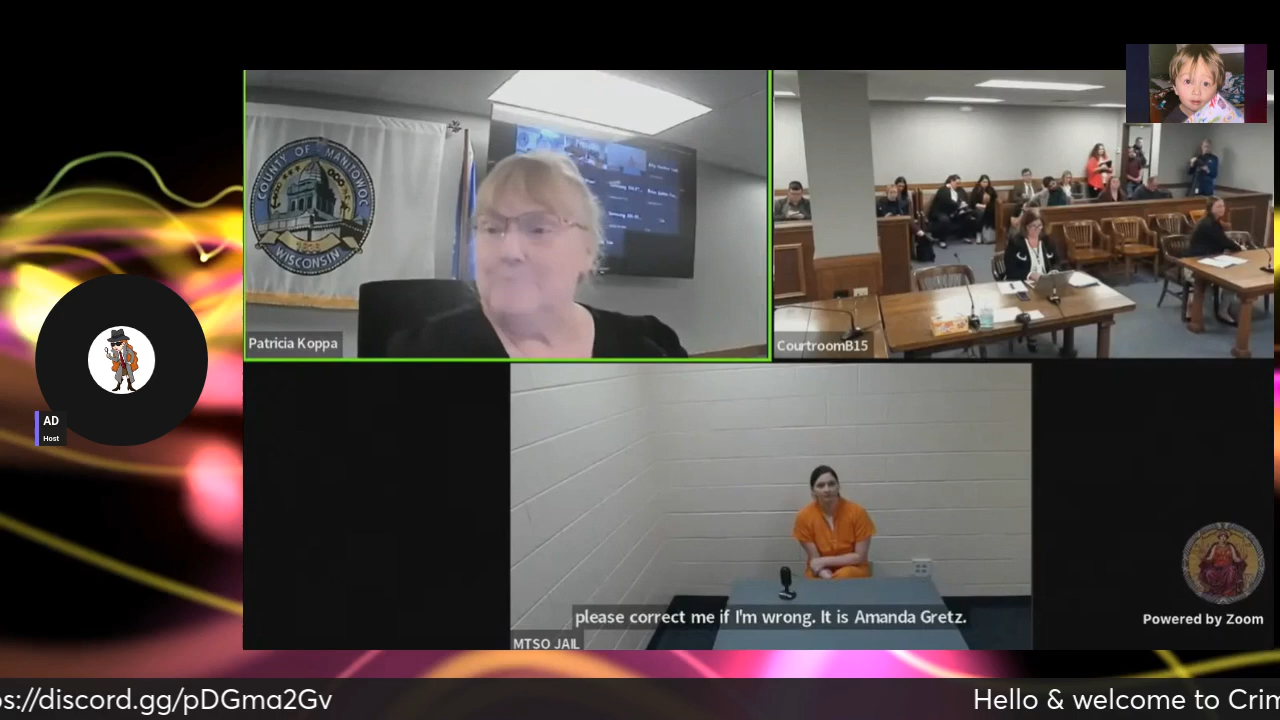 COUNTY OF MANITOWOC
WISCONSIN
Patricia Koppa
CourtroomB15
AD
Host
please correct me if I'm wrong. It is Amanda Gretz.
MTSO JAIL
Powered by Zoom
ps://discord.gg/pDGma2Gv
Hello & welcome to Crim